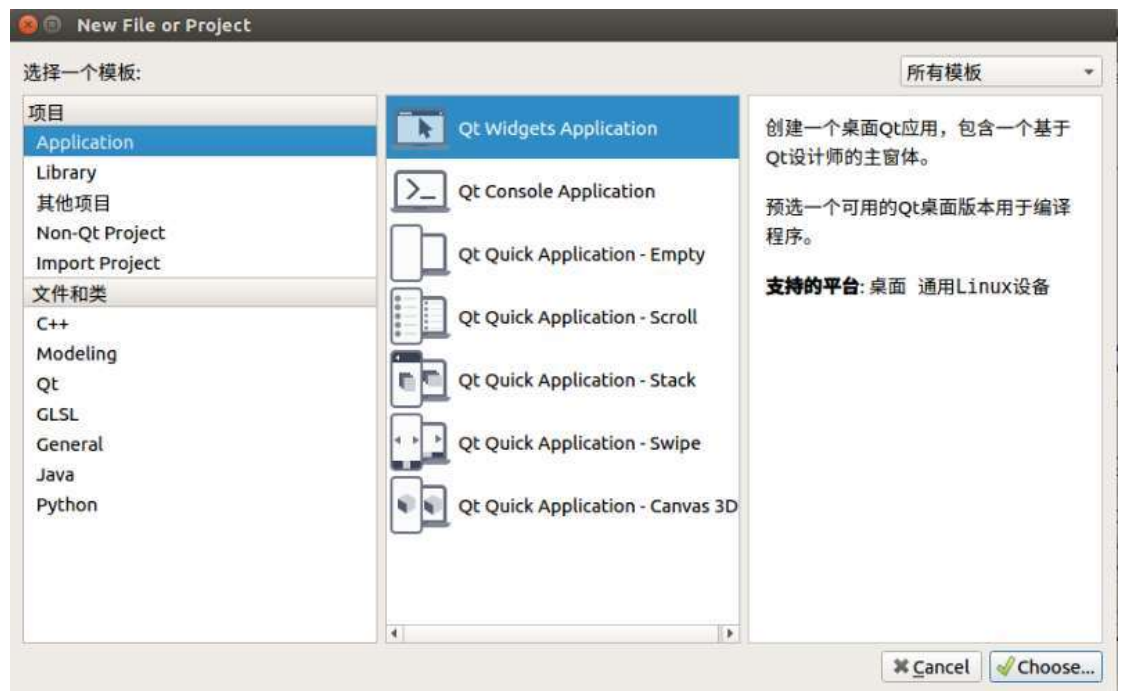 New File or Project
选择一个模板:
所有模板
项目
Application
Library
其他项目
Non-Qt Project
Import Project
文件和类
C++
Modeling
Qt
GLSL
General
Java
Python
Qt Widgets Application
Qt Console Application
Qt Quick Application - Empty
Qt Quick Application - Scroll
Qt Quick Application - Stack
Qt Quick Application - Swipe
Qt Quick Application - Canvas 3D
创建一个桌面Qt应用，包含一个基于
Qt设计师的主窗体。
预选一个可用的Qt桌面版本用于编译
程序。
支持的平台: 桌面 通用Linux设备
Cancel
Choose...